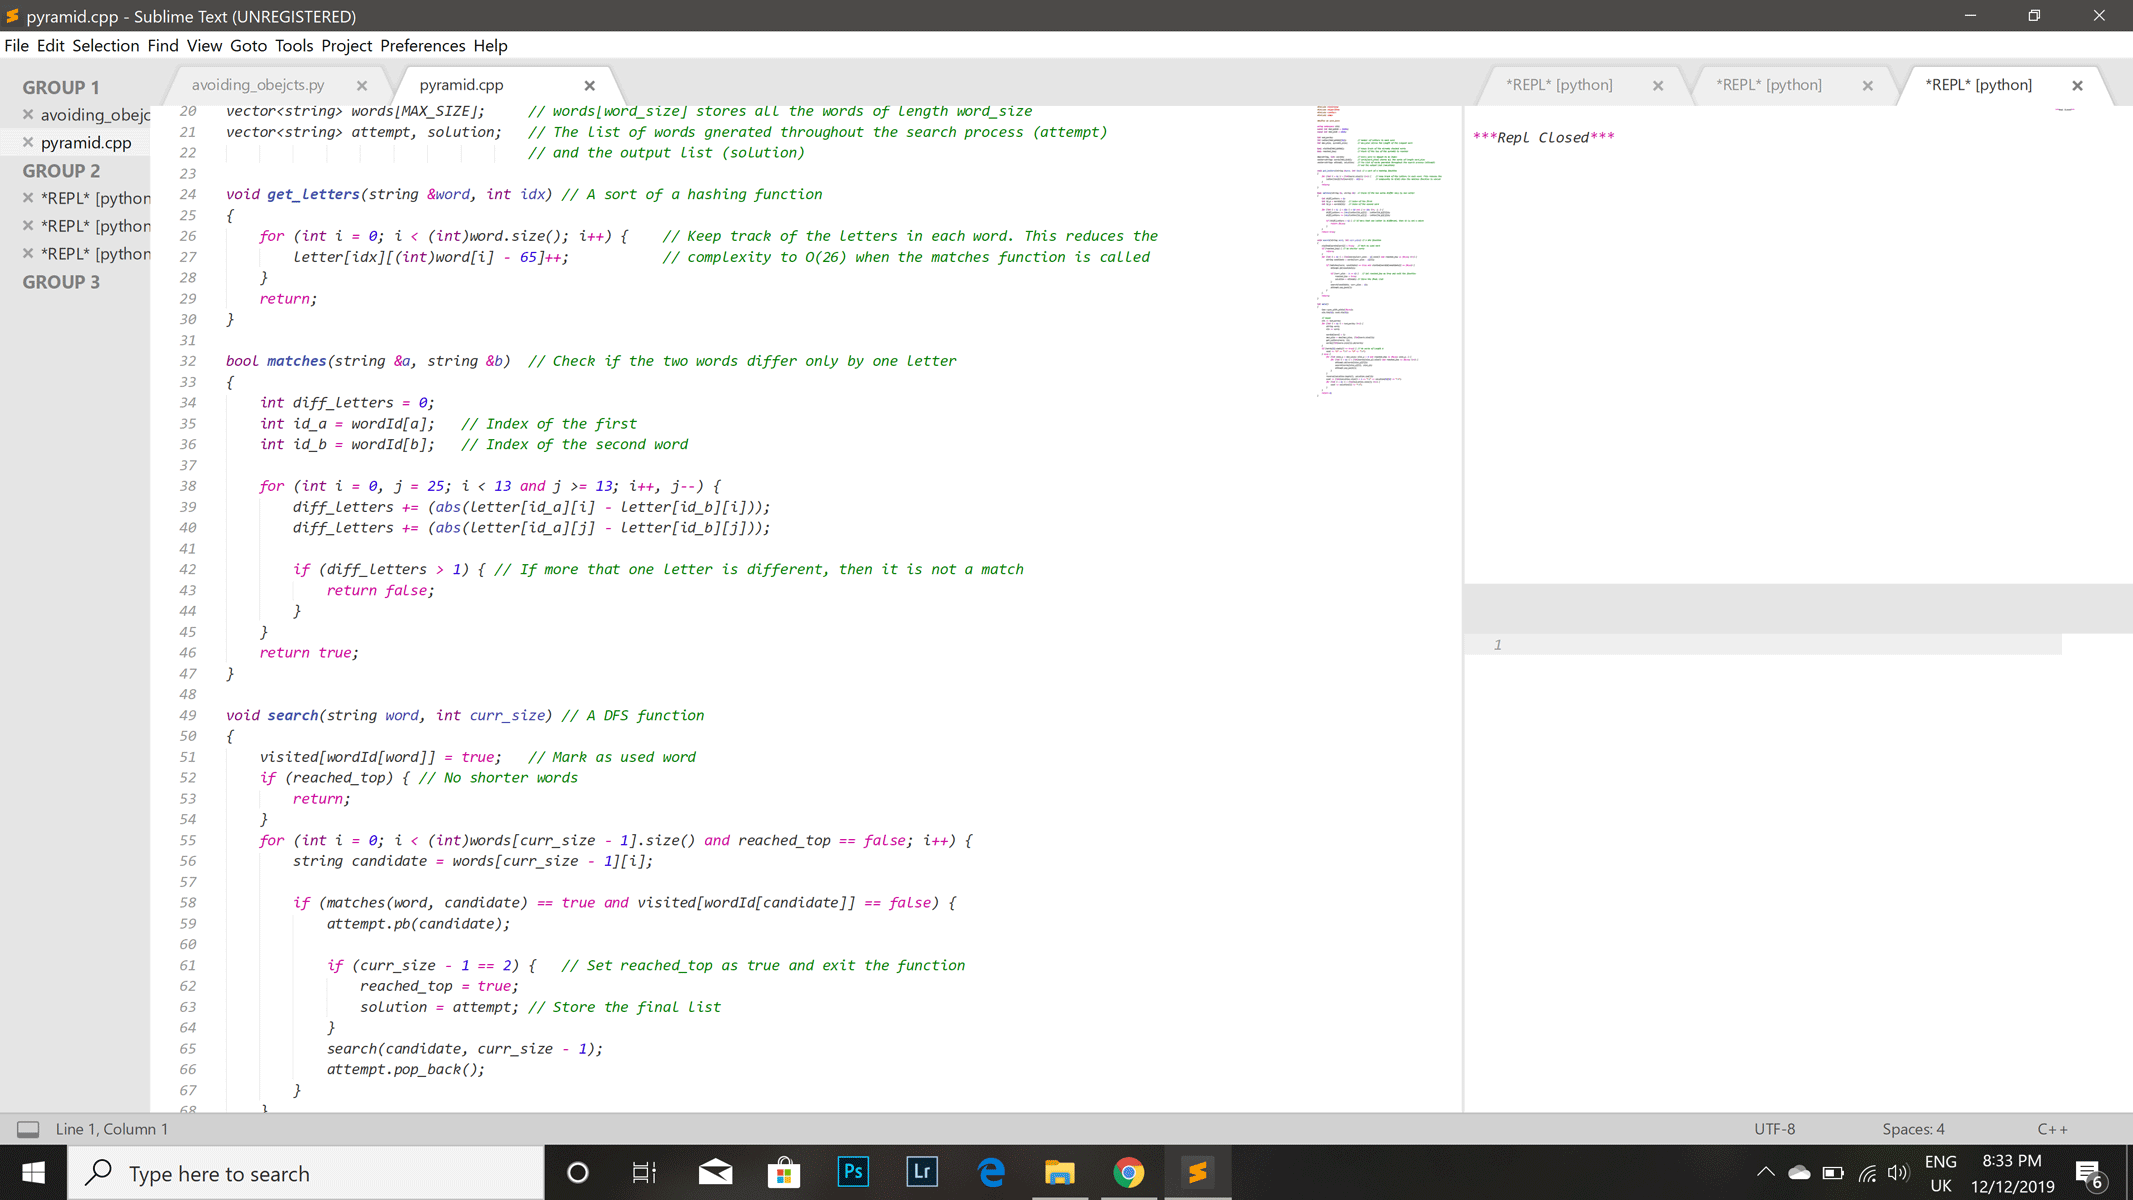 pyramid.cpp - Sublime Text (UNREGISTERED)
File Edit Selection Find View Goto Tools Project Preferences Help
GROUP 1
avoiding_obejc
pyramid.cpp
GROUP 2
*REPL* [python
*REPL* [python
*REPL* [python
GROUP 3
avoiding_obejcts.py
pyramid.cpp
*REPL* [python]
*REPL* [python]
*REPL* [python]
20 vector<string> words[MAX_SIZE]; // words[word_size] stores all the words of length word_size
21 vector<string> attempt, solution; // The list of words gnerated throughout the search process (attempt)
22 // and the output list (solution)
23
24 void get_letters(string &word, int idx) // A sort of a hashing function
25 {
26 for (int i = 0; i < (int)word.size(); i++) { // Keep track of the letters in each word. This reduces the
27 letter[idx][(int)word[i] - 65]++; // complexity to O(26) when the matches function is called
28 }
29 return;
30 }
31
32 bool matches(string &a, string &b) // Check if the two words differ only by one letter
33 {
34 int diff_letters = 0;
35 int id_a = wordId[a]; // Index of the first
36 int id_b = wordId[b]; // Index of the second word
37
38 for (int i = 0, j = 25; i < 13 and j >= 13; i++, j--) {
39 diff_letters += (abs(letter[id_a][i] - letter[id_b][i]));
40 diff_letters += (abs(letter[id_a][j] - letter[id_b][j]));
41
42 if (diff_letters > 1) { // If more that one letter is different, then it is not a match
43 return false;
44 }
45 }
46 return true;
47 }
48
49 void search(string word, int curr_size) // A DFS function
50 {
51 visited[wordId[word]] = true; // Mark as used word
52 if (reached_top) { // No shorter words
53 return;
54 }
55 for (int i = 0; i < (int)words[curr_size - 1].size() and reached_top == false; i++) {
56 string candidate = words[curr_size - 1][i];
57
58 if (matches(word, candidate) == true and visited[wordId[candidate]] == false) {
59 attempt.pb(candidate);
60
61 if (curr_size - 1 == 2) { // Set reached_top as true and exit the function
62 reached_top = true;
63 solution = attempt; // Store the final list
64 }
65 search(candidate, curr_size - 1);
66 attempt.pop_back();
67 }
68 }
***Repl Closed***
1
Line 1, Column 1
UTF-8
Spaces: 4
C++
Type here to search
Ps
Lr
ENG
UK
8:33 PM
12/12/2019
6